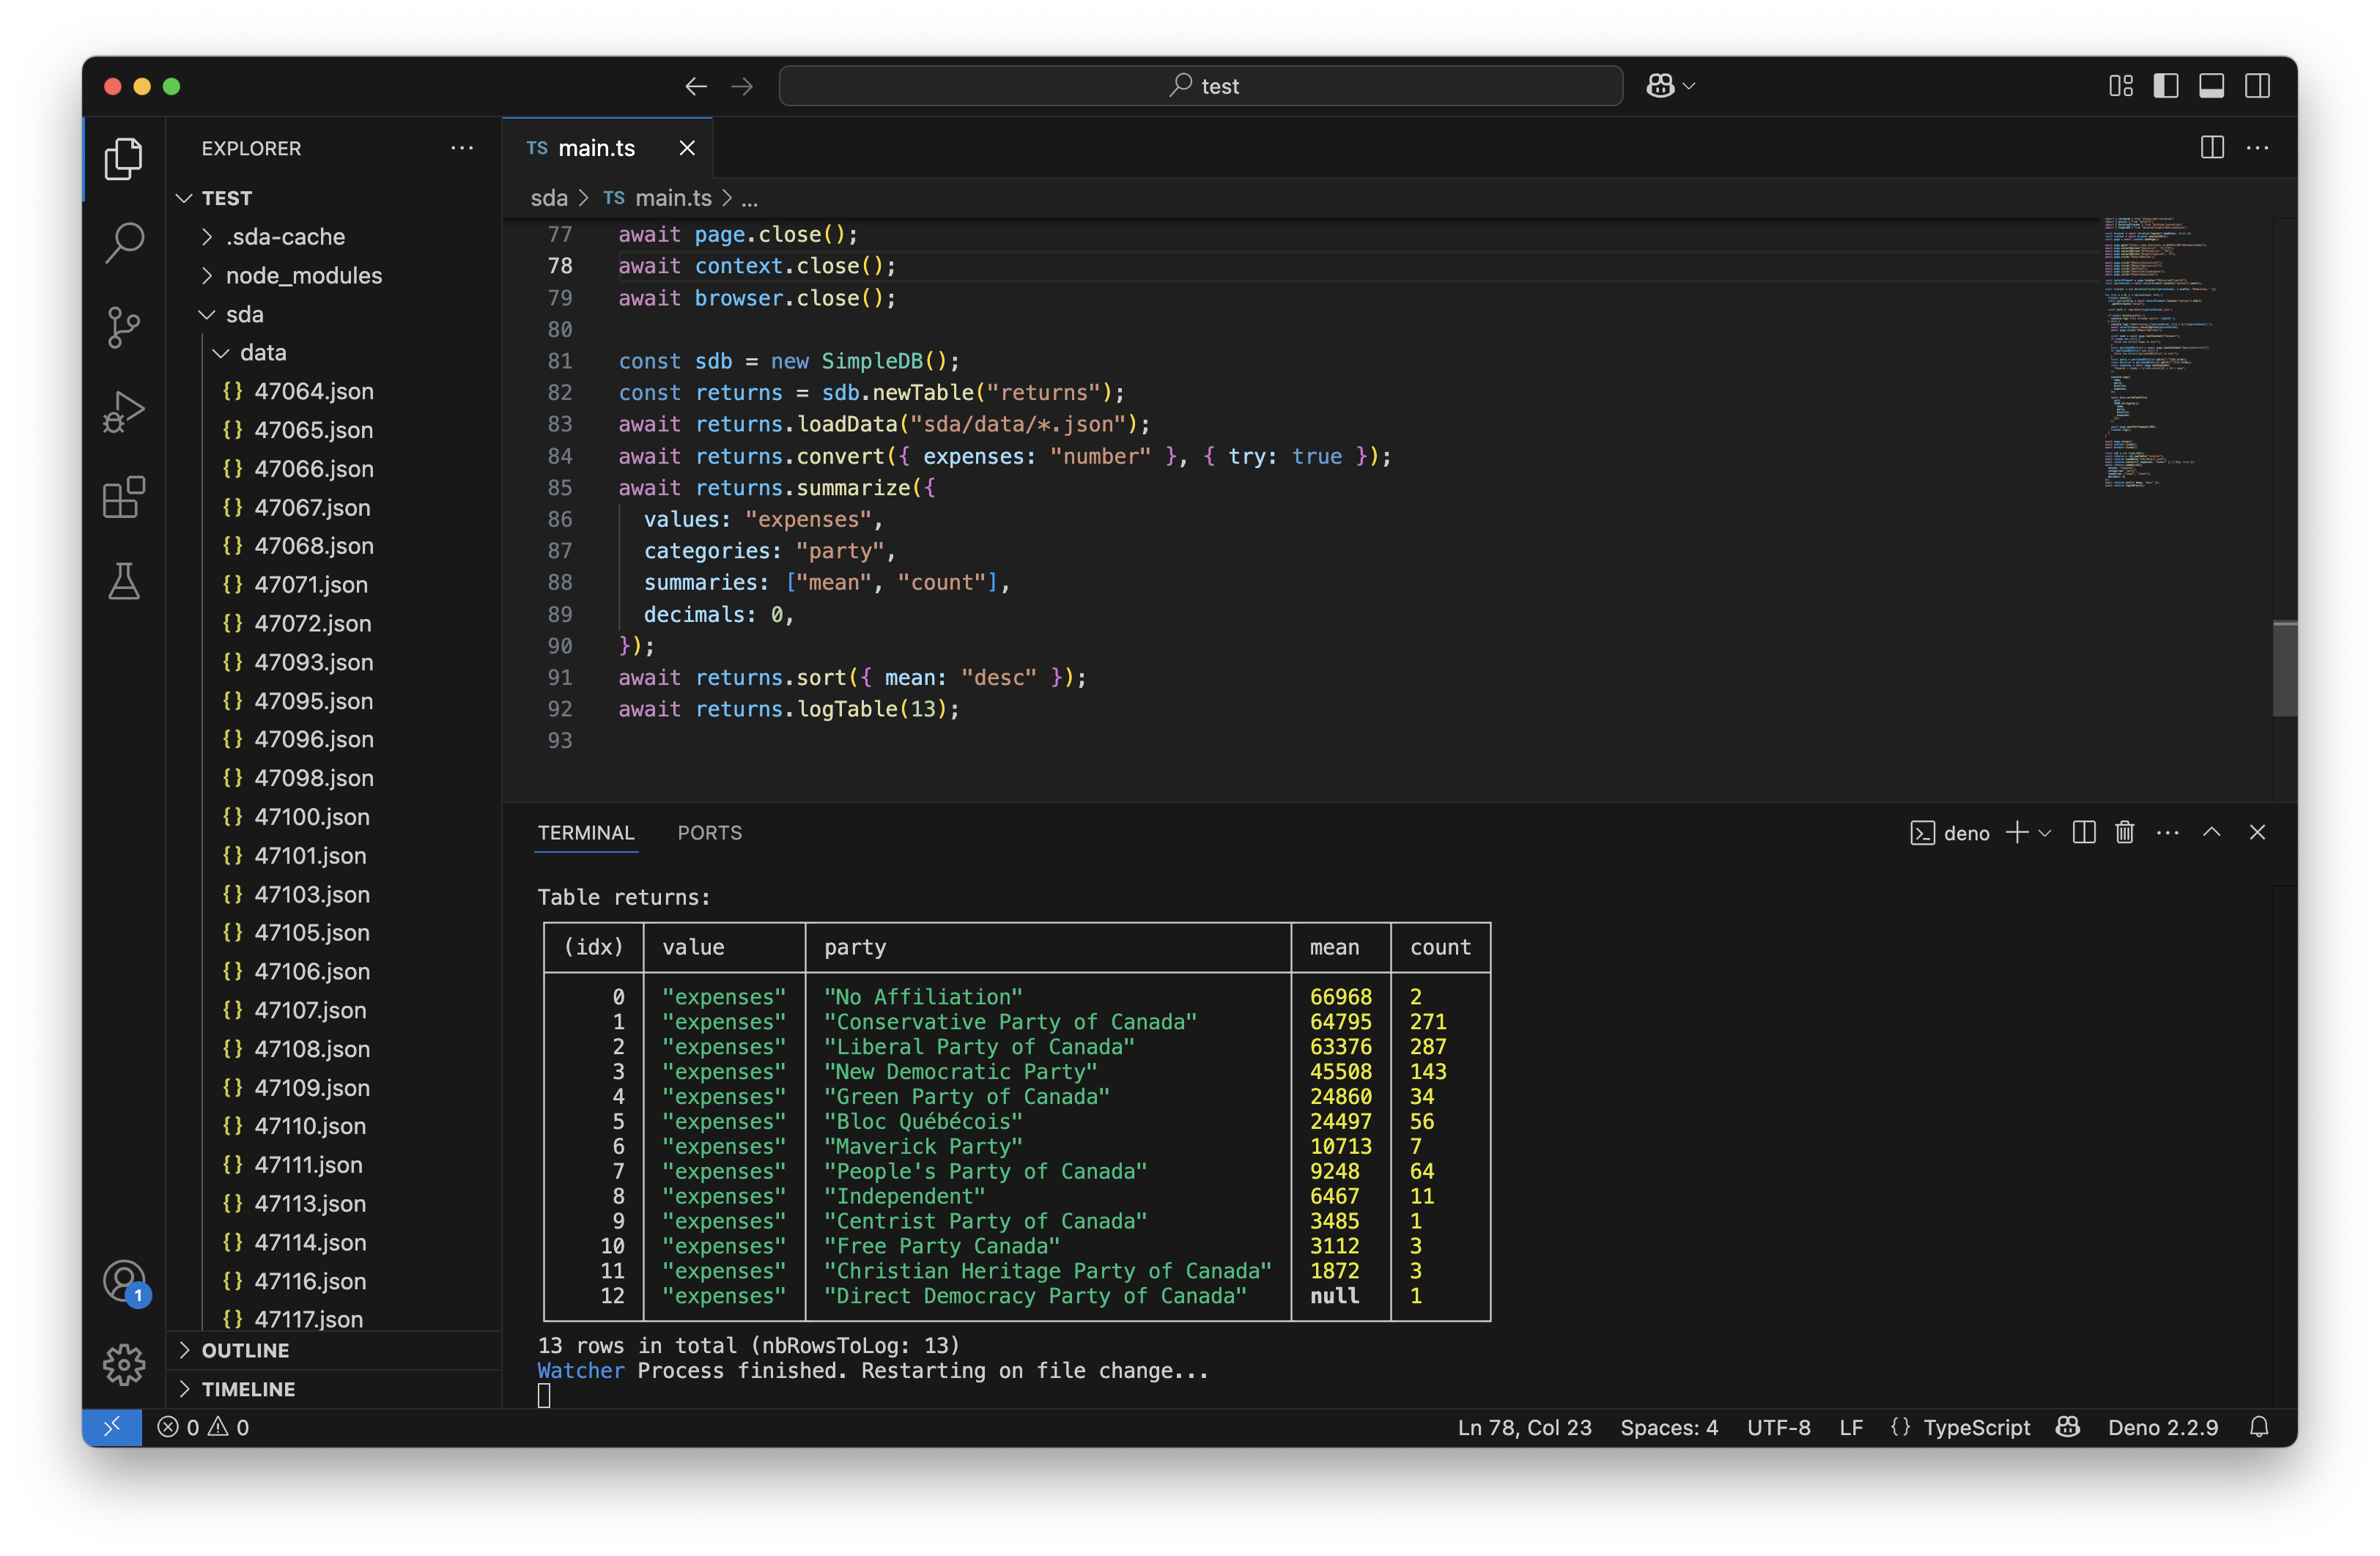 test
EXPLORER
TEST
.sda-cache
node_modules
sda
data
{} 47064.json
{} 47065.json
{} 47066.json
{} 47067.json
{} 47068.json
{} 47071.json
{} 47072.json
{} 47093.json
{} 47095.json
{} 47096.json
{} 47098.json
{} 47100.json
{} 47101.json
{} 47103.json
{} 47105.json
{} 47106.json
{} 47107.json
{} 47108.json
{} 47109.json
{} 47110.json
{} 47111.json
{} 47113.json
{} 47114.json
{} 47116.json
{} 47117.json
OUTLINE
TIMELINE
1
TS main.ts
sda > TS main.ts > ...
77 await page.close();
78 await context.close();
79 await browser.close();
80
81 const sdb = new SimpleDB();
82 const returns = sdb.newTable("returns");
83 await returns.loadData("sda/data/*.json");
84 await returns.convert({ expenses: "number" }, { try: true });
85 await returns.summarize({
86 values: "expenses",
87 categories: "party",
88 summaries: ["mean", "count"],
89 decimals: 0,
90 });
91 await returns.sort({ mean: "desc" });
92 await returns.logTable(13);
93
TERMINAL PORTS
deno
Table returns:
(idx) value party mean count
0 "expenses" "No Affiliation" 66968 2
1 "expenses" "Conservative Party of Canada" 64795 271
2 "expenses" "Liberal Party of Canada" 63376 287
3 "expenses" "New Democratic Party" 45508 143
4 "expenses" "Green Party of Canada" 24860 34
5 "expenses" "Bloc Québécois" 24497 56
6 "expenses" "Maverick Party" 10713 7
7 "expenses" "People's Party of Canada" 9248 64
8 "expenses" "Independent" 6467 11
9 "expenses" "Centrist Party of Canada" 3485 1
10 "expenses" "Free Party Canada" 3112 3
11 "expenses" "Christian Heritage Party of Canada" 1872 3
12 "expenses" "Direct Democracy Party of Canada" null 1
13 rows in total (nbRowsToLog: 13)
Watcher Process finished. Restarting on file change...
0 0
Ln 78, Col 23 Spaces: 4 UTF-8 LF {} TypeScript Deno 2.2.9